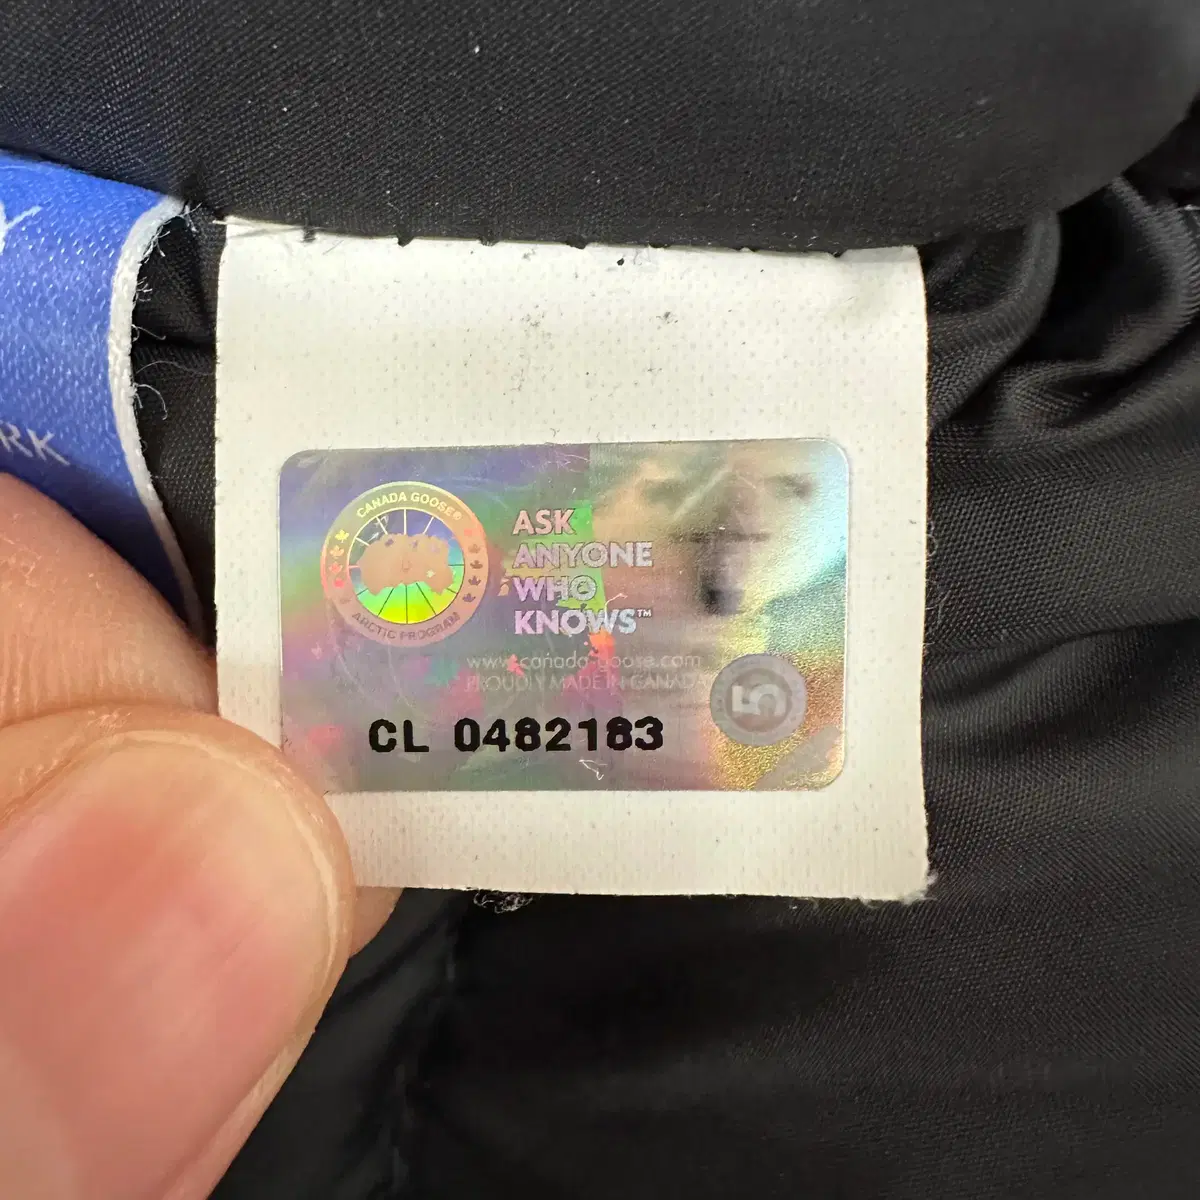 RK
CANADA GOOSE®
ARCTIC PROGRAM
ASK
ANYONE
WHO
KNOWS™
www.canada-goose.com
PROUDLY MADE IN CANADA
5
CL 0482183